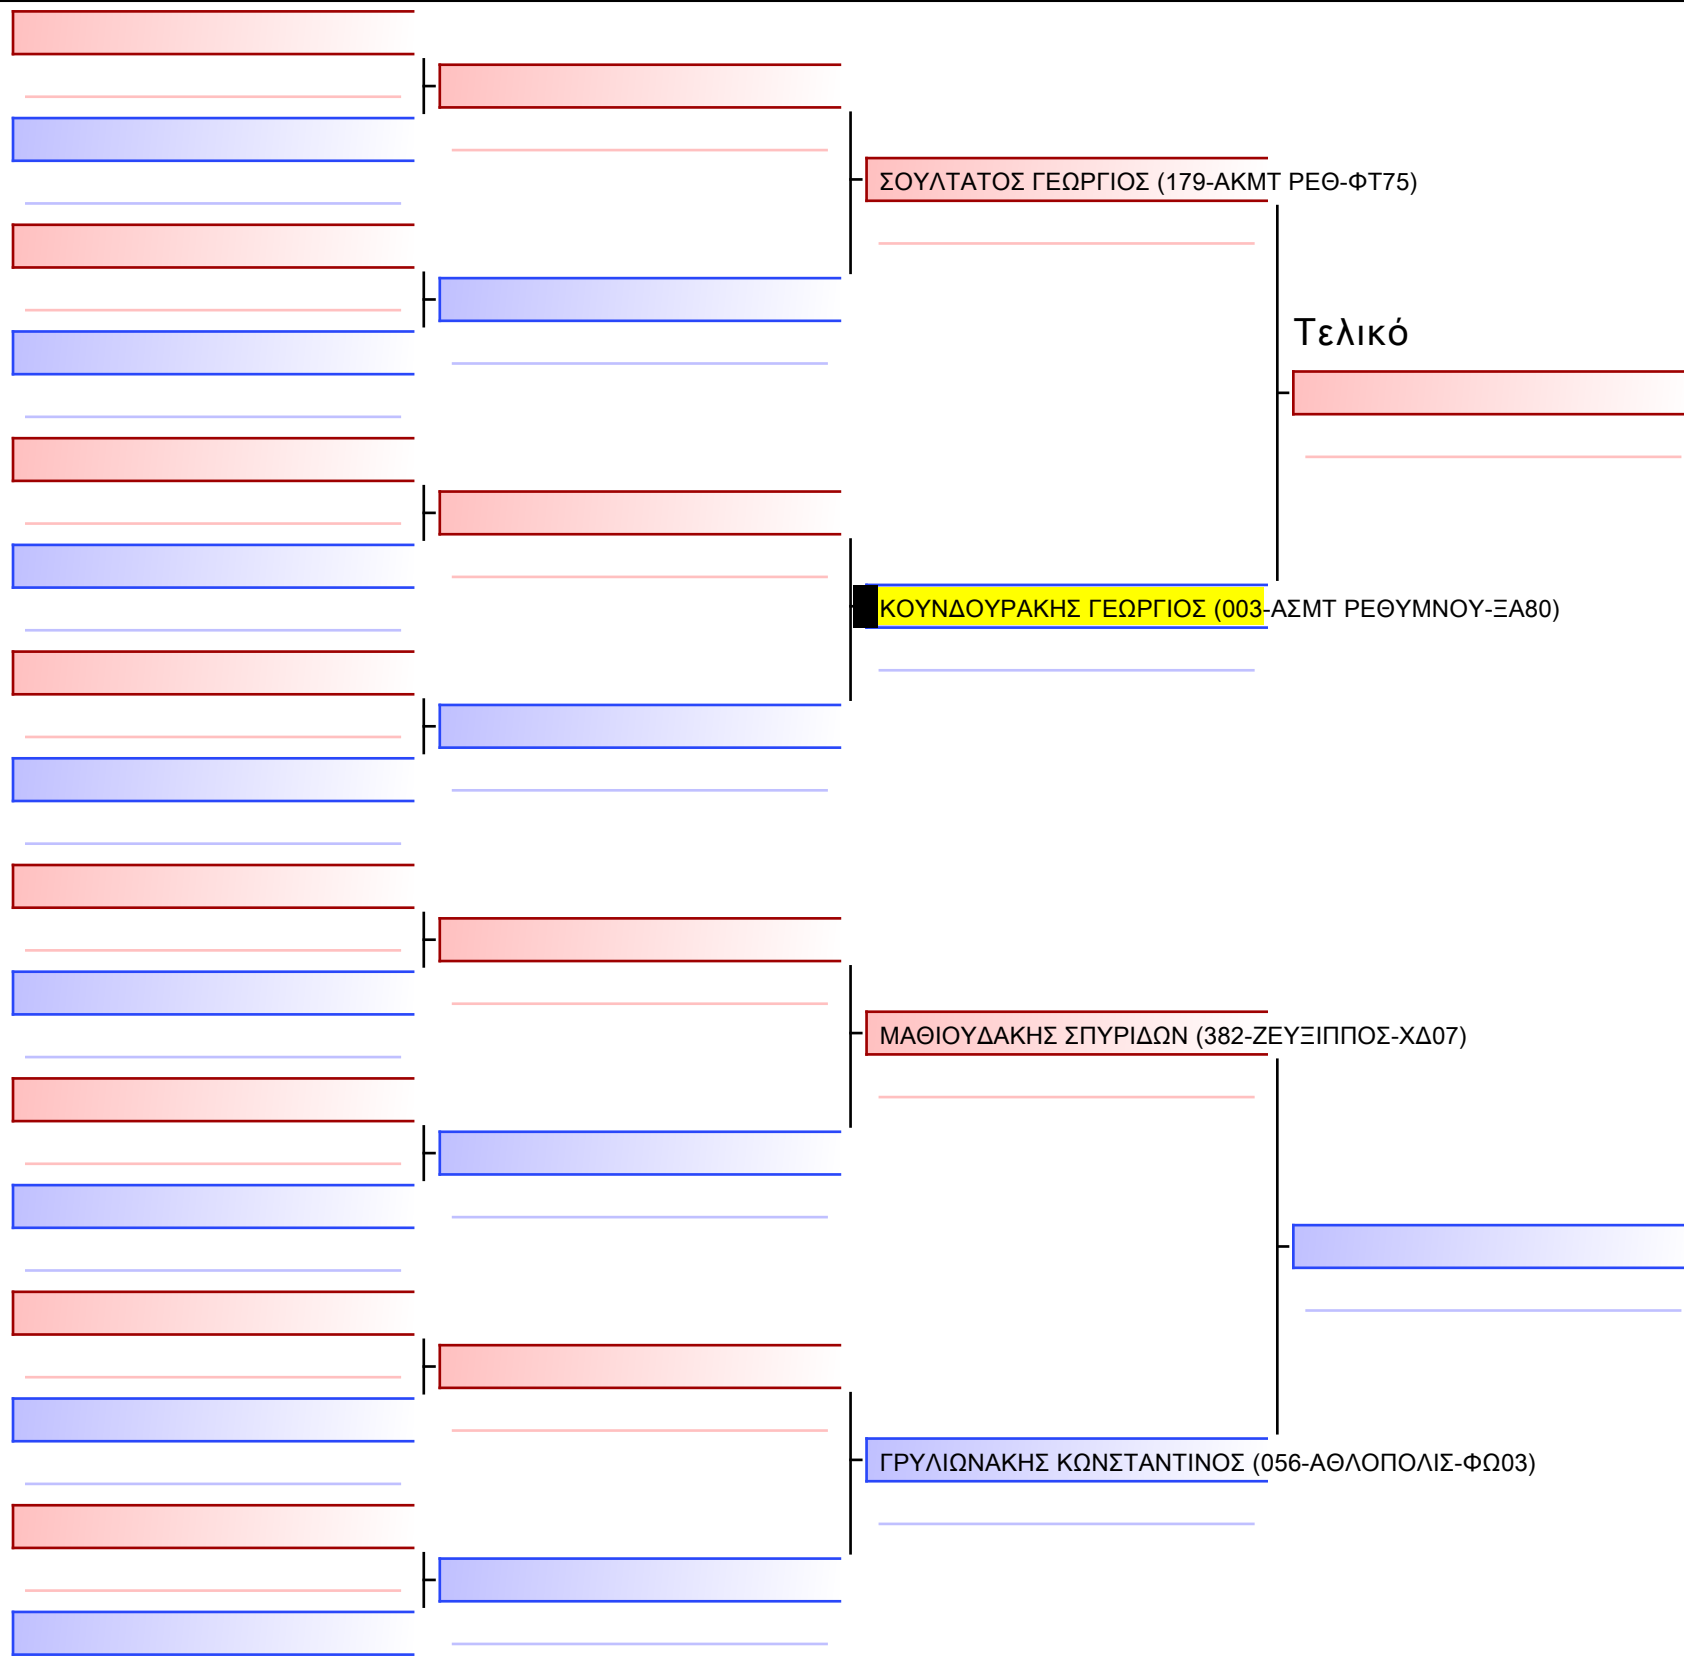 ΣΟΥΛΤΑΤΟΣ ΓΕΩΡΓΙΟΣ (179-ΑΚΜΤ ΡΕΘ-ΦΤ75)
Τελικό
ΚΟΥΝΔΟΥΡΑΚΗΣ ΓΕΩΡΓΙΟΣ (003-ΑΣΜΤ ΡΕΘΥΜΝΟΥ-ΞΑ80)
ΜΑΘΙΟΥΔΑΚΗΣ ΣΠΥΡΙΔΩΝ (382-ΖΕΥΞΙΠΠΟΣ-ΧΔ07)
ΓΡΥΛΙΩΝΑΚΗΣ ΚΩΝΣΤΑΝΤΙΝΟΣ (056-ΑΘΛΟΠΟΛΙΣ-ΦΩ03)